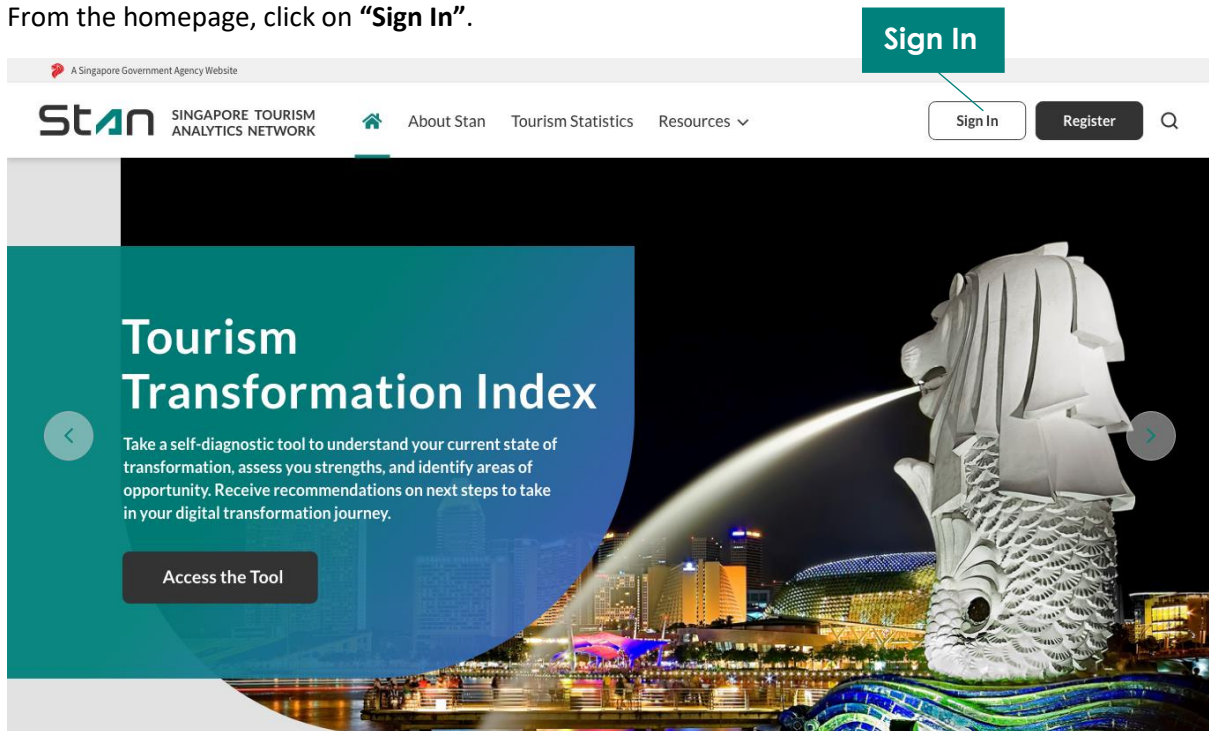 From the homepage, click on “Sign In”.
Sign In
A Singapore Government Agency Website
Stan SINGAPORE TOURISM
ANALYTICS NETWORK
About Stan Tourism Statistics Resources
Sign In Register
Tourism
Transformation Index
Take a self-diagnostic tool to understand your current state of
transformation, assess you strengths, and identify areas of
opportunity. Receive recommendations on next steps to take
in your digital transformation journey.
Access the Tool